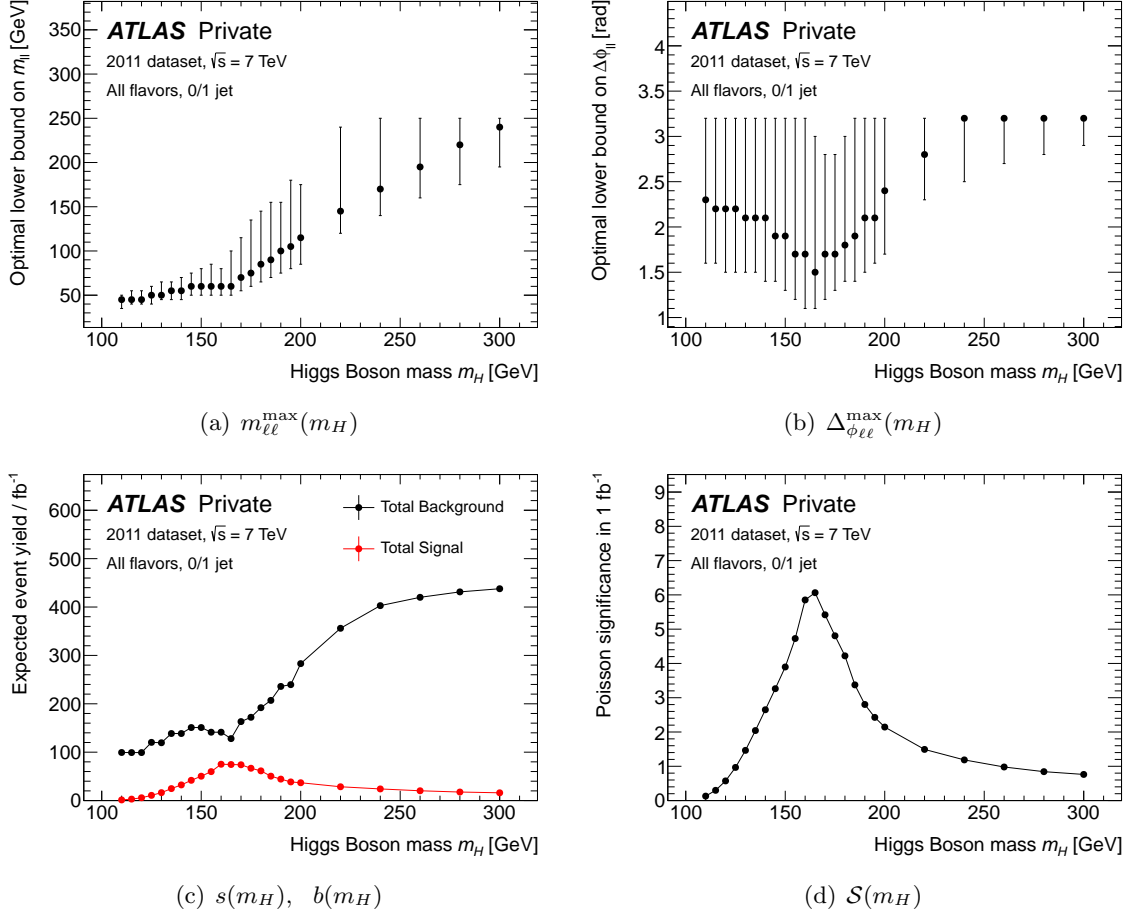 Optimal lower bound on m_ll [GeV]
ATLAS Private
2011 dataset, √s = 7 TeV
All flavors, 0/1 jet
350
300
250
200
150
100
50
100 150 200 250 300
Higgs Boson mass m_H [GeV]
(a) m_ℓℓ^max(m_H)
Optimal lower bound on Δϕ_ll [rad]
ATLAS Private
2011 dataset, √s = 7 TeV
All flavors, 0/1 jet
4
3.5
3
2.5
2
1.5
1
100 150 200 250 300
Higgs Boson mass m_H [GeV]
(b) Δ_ϕℓℓ^max(m_H)
Expected event yield / fb⁻¹
ATLAS Private
2011 dataset, √s = 7 TeV
All flavors, 0/1 jet
Total Background
Total Signal
600
500
400
300
200
100
0
100 150 200 250 300
Higgs Boson mass m_H [GeV]
(c) s(m_H), b(m_H)
Poisson significance in 1 fb⁻¹
ATLAS Private
2011 dataset, √s = 7 TeV
All flavors, 0/1 jet
9
8
7
6
5
4
3
2
1
0
100 150 200 250 300
Higgs Boson mass m_H [GeV]
(d) 𝒮(m_H)